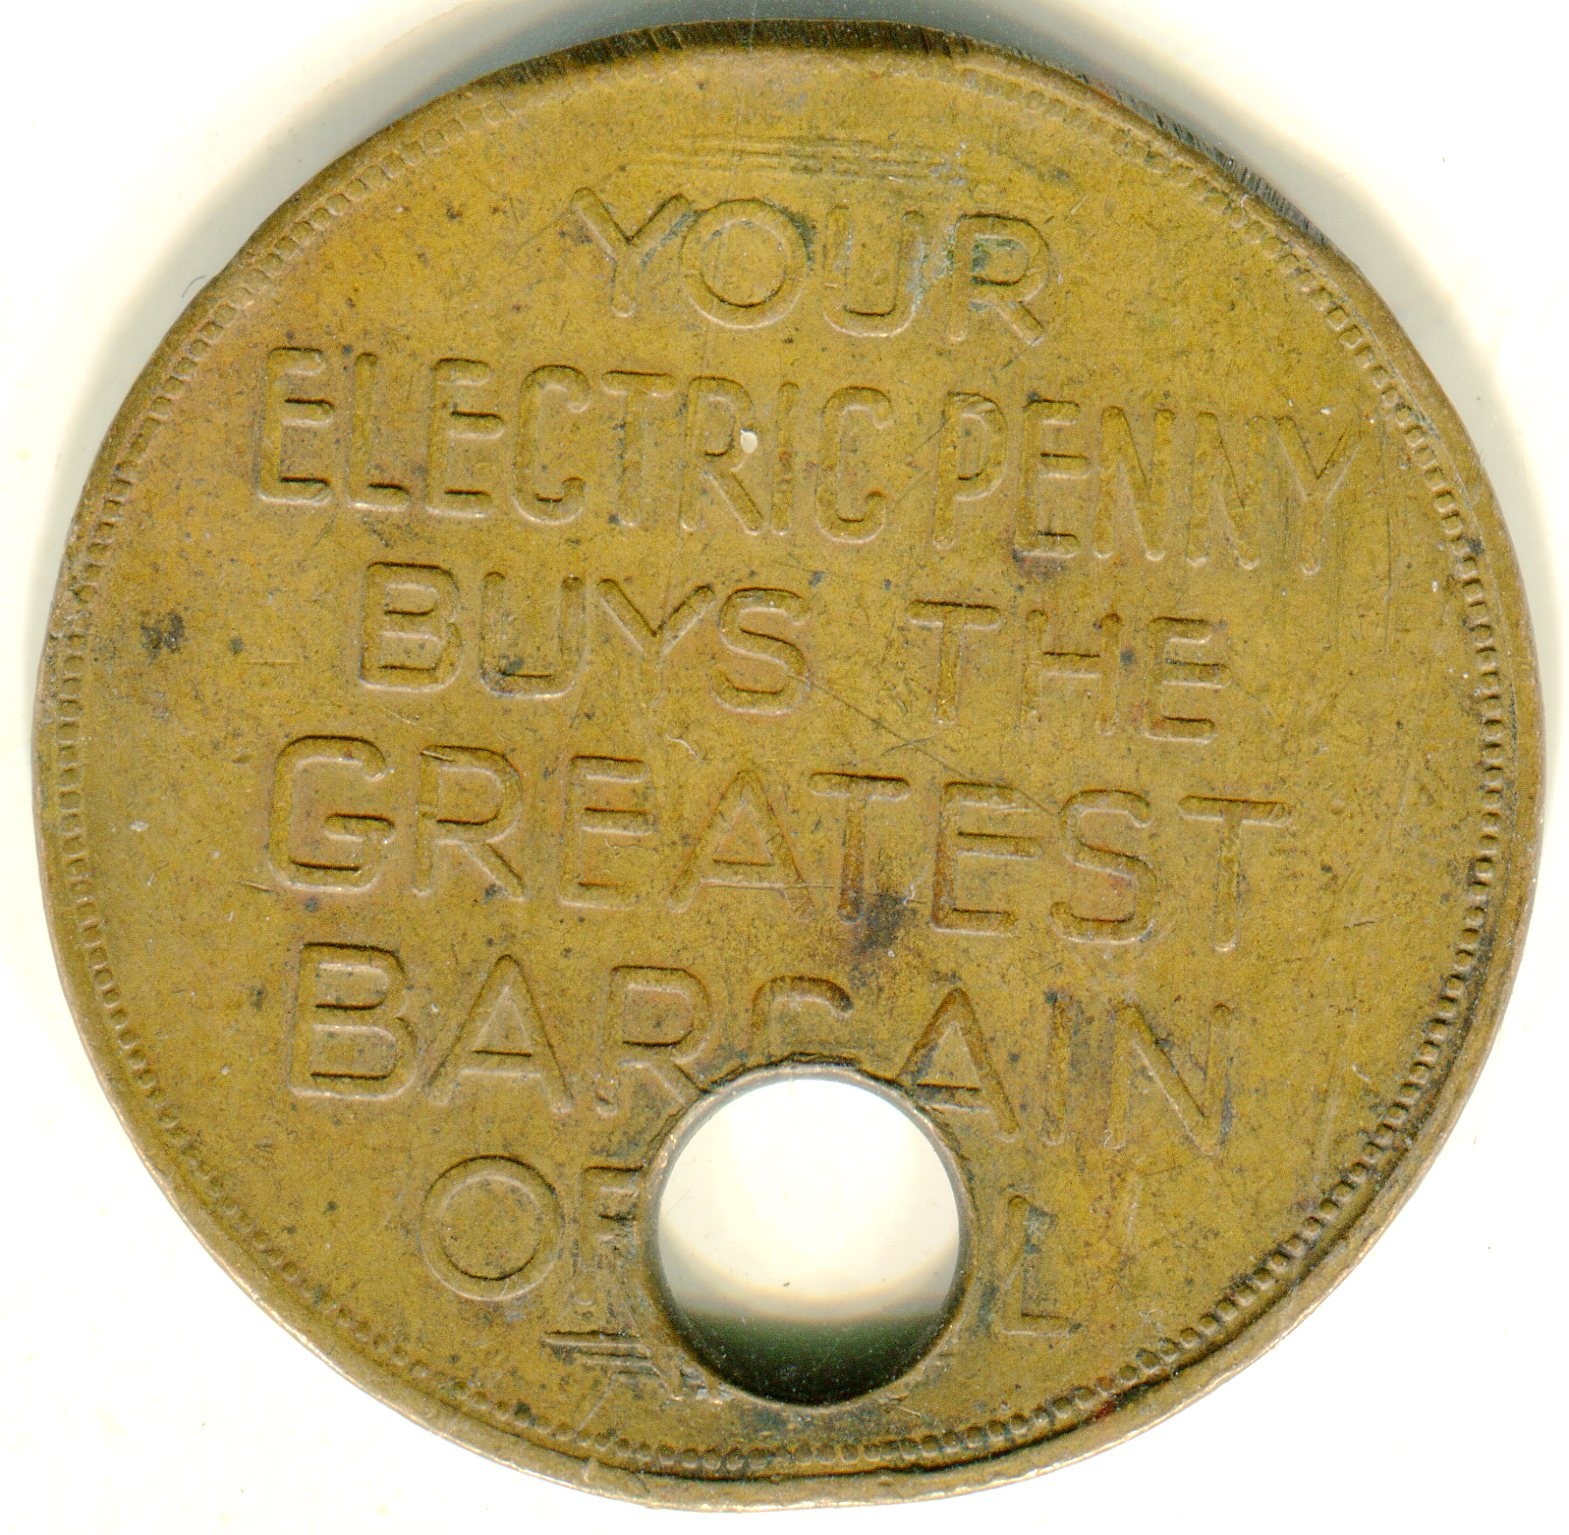 YOUR
ELECTRIC PENNY
BUYS THE
GREATEST
BARGAIN
OF